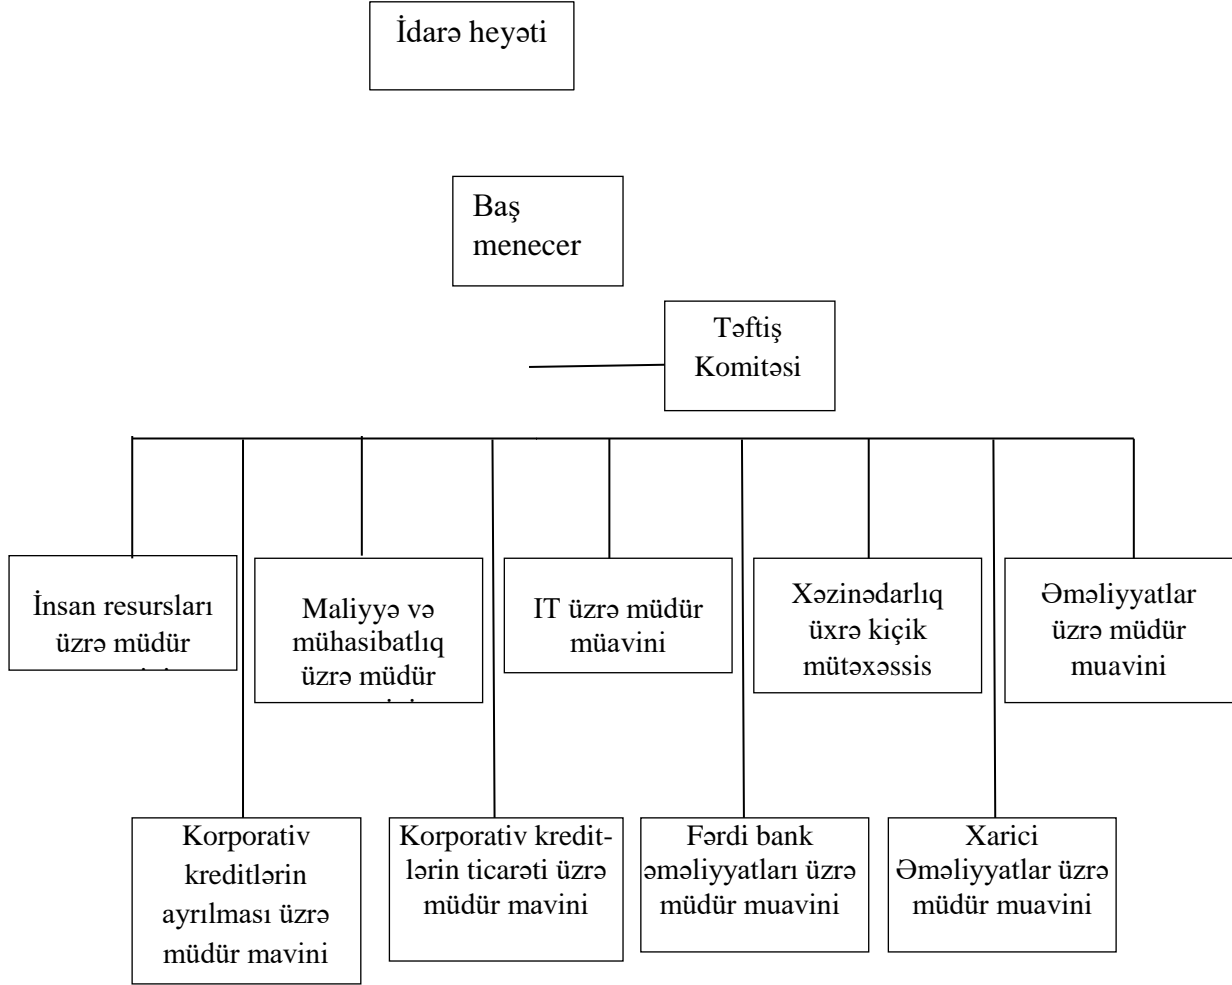 İdarə heyəti
Baş
menecer
Təftiş
Komitəsi
İnsan resursları
üzrə müdür
Maliyyə və
mühasibatlıq
üzrə müdür
IT üzrə müdür
müavini
Xəzinədarlıq
üxrə kiçik
mütəxəssis
Əməliyyatlar
üzrə müdür
muavini
Korporativ
kreditlərin
ayrılması üzrə
müdür mavini
Korporativ kredit-
lərin ticarəti üzrə
müdür mavini
Fərdi bank
əməliyyatları üzrə
müdür muavini
Xarici
Əməliyyatlar üzrə
müdür muavini